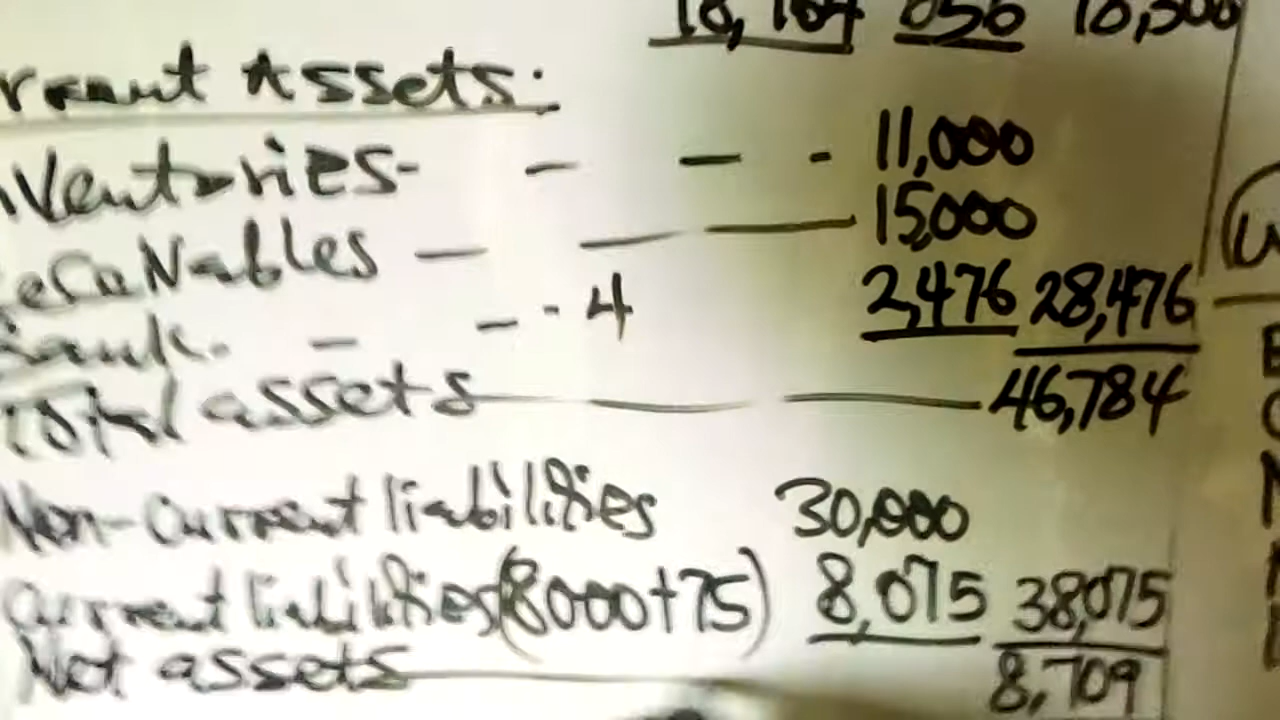 Current Assets:
Inventories - - - 11,000
Receivables - 15,000
Bank. - - - 4 2,476 28,476
Total assets 46,784
Non-current liabilities 30,000
Current liabilities (8000+75) 8,075 38,075
Net assets 8,709